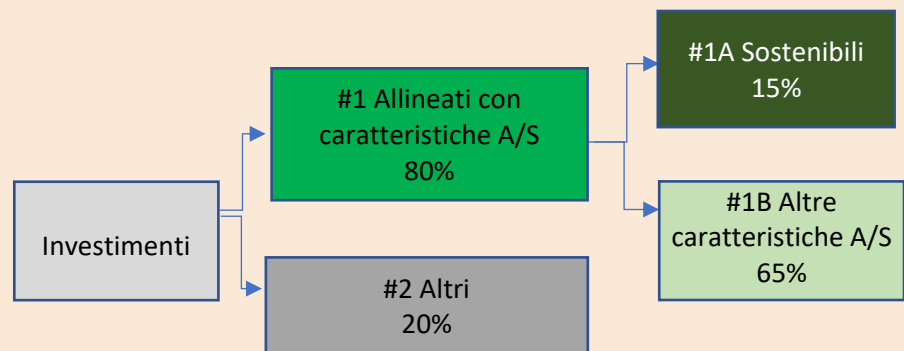 #1A Sostenibili
15%
#1 Allineati con
caratteristiche A/S
80%
#1B Altre
caratteristiche A/S
65%
Investimenti
#2 Altri
20%